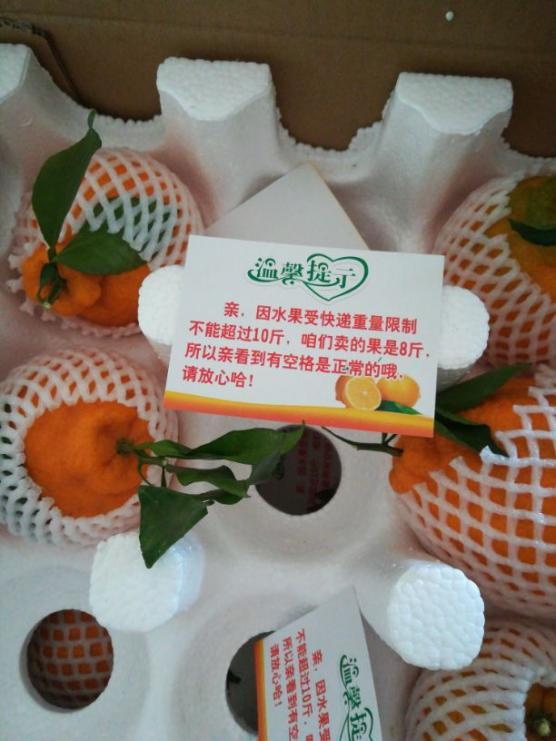 温馨提示
亲，因水果受快递重量限制
不能超过10斤，咱们卖的果是8斤，
所以亲看到有空格是正常的哦，
请放心哈！
温馨提
亲，因水果受
不能超过10斤，咱
所以亲看到有空
请放心哈！